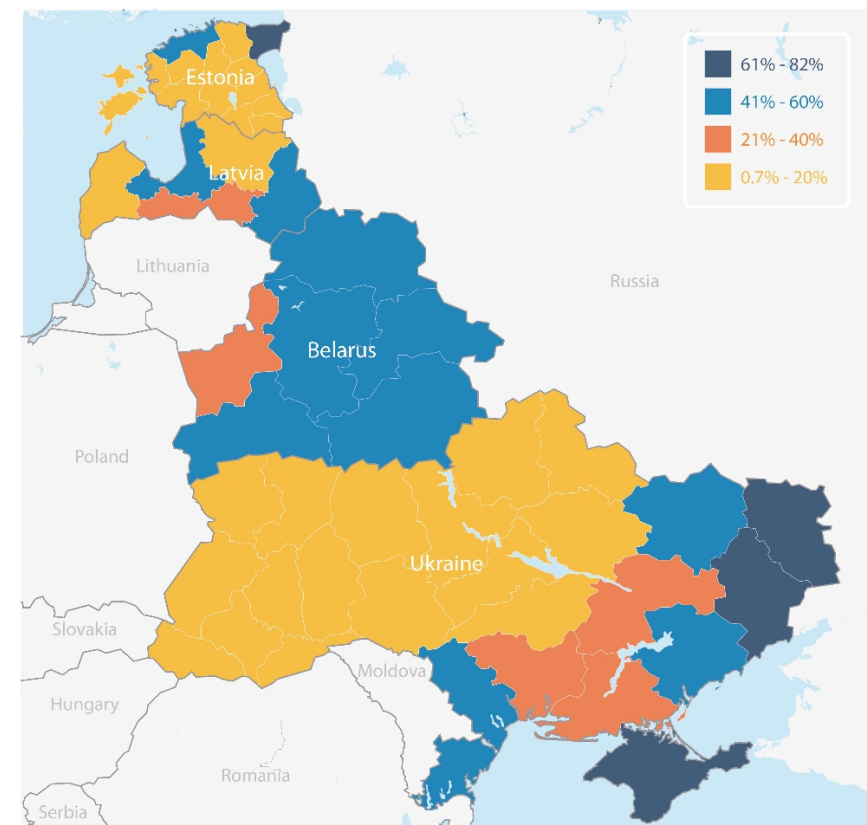 61% - 82%
41% - 60%
21% - 40%
0.7% - 20%
Estonia
Latvia
Lithuania
Russia
Belarus
Poland
Ukraine
Slovakia
Moldova
Hungary
Romania
Serbia